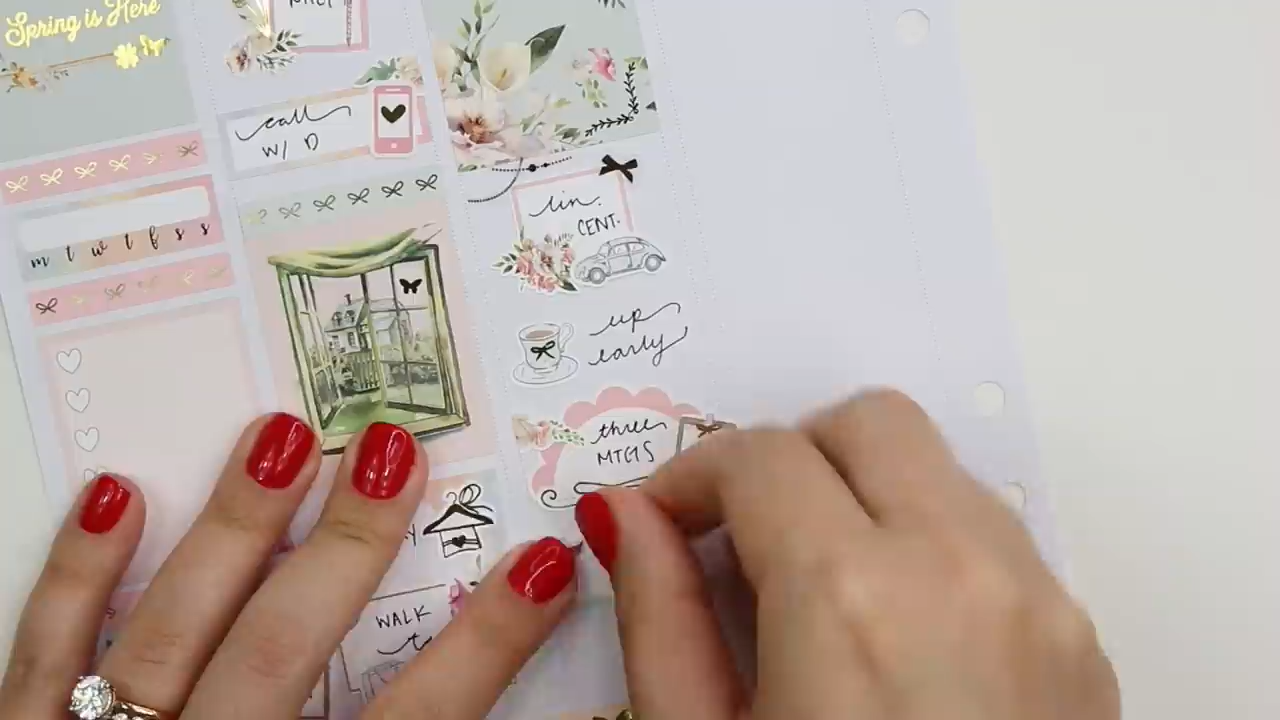 Spring is Here
call
w/ D
m t w t f s s
lin.
CENT.
up
early
three
MTGS
WALK